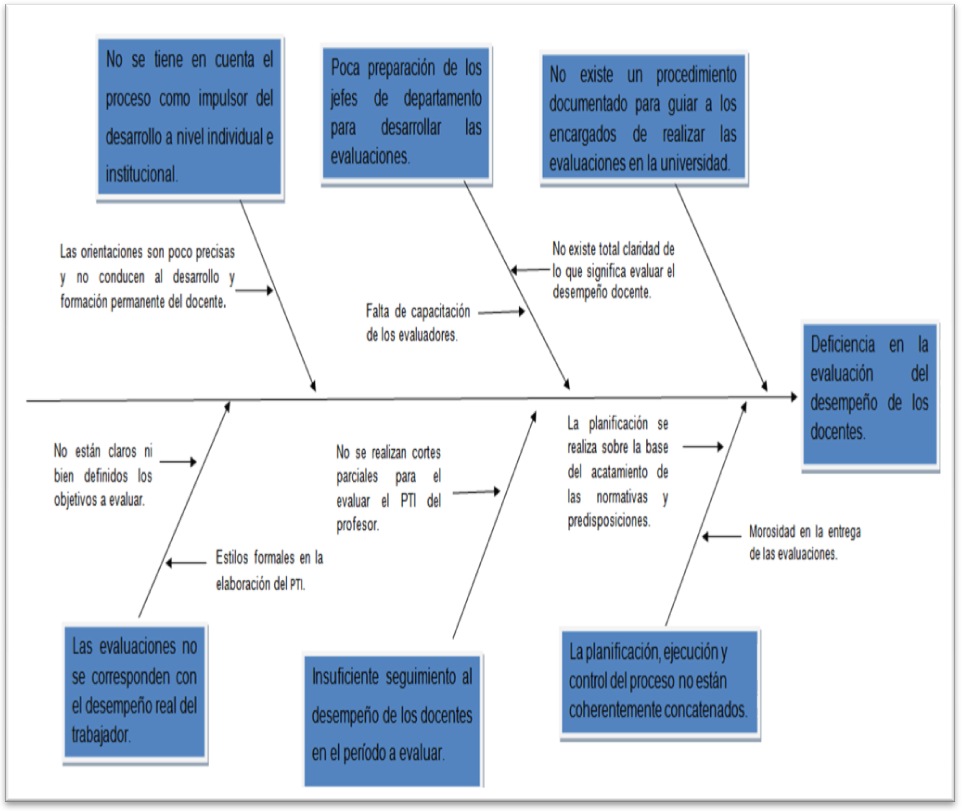 No se tiene en cuenta el
proceso como impulsor del
desarrollo a nivel individual e
institucional.
Poca preparación de los
jefes de departamento
para desarrollar las
evaluaciones.
No existe un procedimiento
documentado para guiar a los
encargados de realizar las
evaluaciones en la universidad.
Las orientaciones son poco precisas
y no conducen al desarrollo y
formación permanente del docente.
No existe total claridad de
lo que significa evaluar el
desempeño docente.
Falta de capacitación
de los evaluadores.
Deficiencia en la
evaluación del
desempeño de los
docentes.
No están claros ni
bien definidos los
objetivos a evaluar.
No se realizan cortes
parciales para el
evaluar el PTI del
profesor.
La planificación se
realiza sobre la base
del acatamiento de
las normativas y
predisposiciones.
Estilos formales en la
elaboración del PTI.
Morosidad en la entrega
de las evaluaciones.
Las evaluaciones no
se corresponden con
el desempeño real del
trabajador.
Insuficiente seguimiento al
desempeño de los docentes
en el período a evaluar.
La planificación, ejecución y
control del proceso no están
coherentemente concatenados.